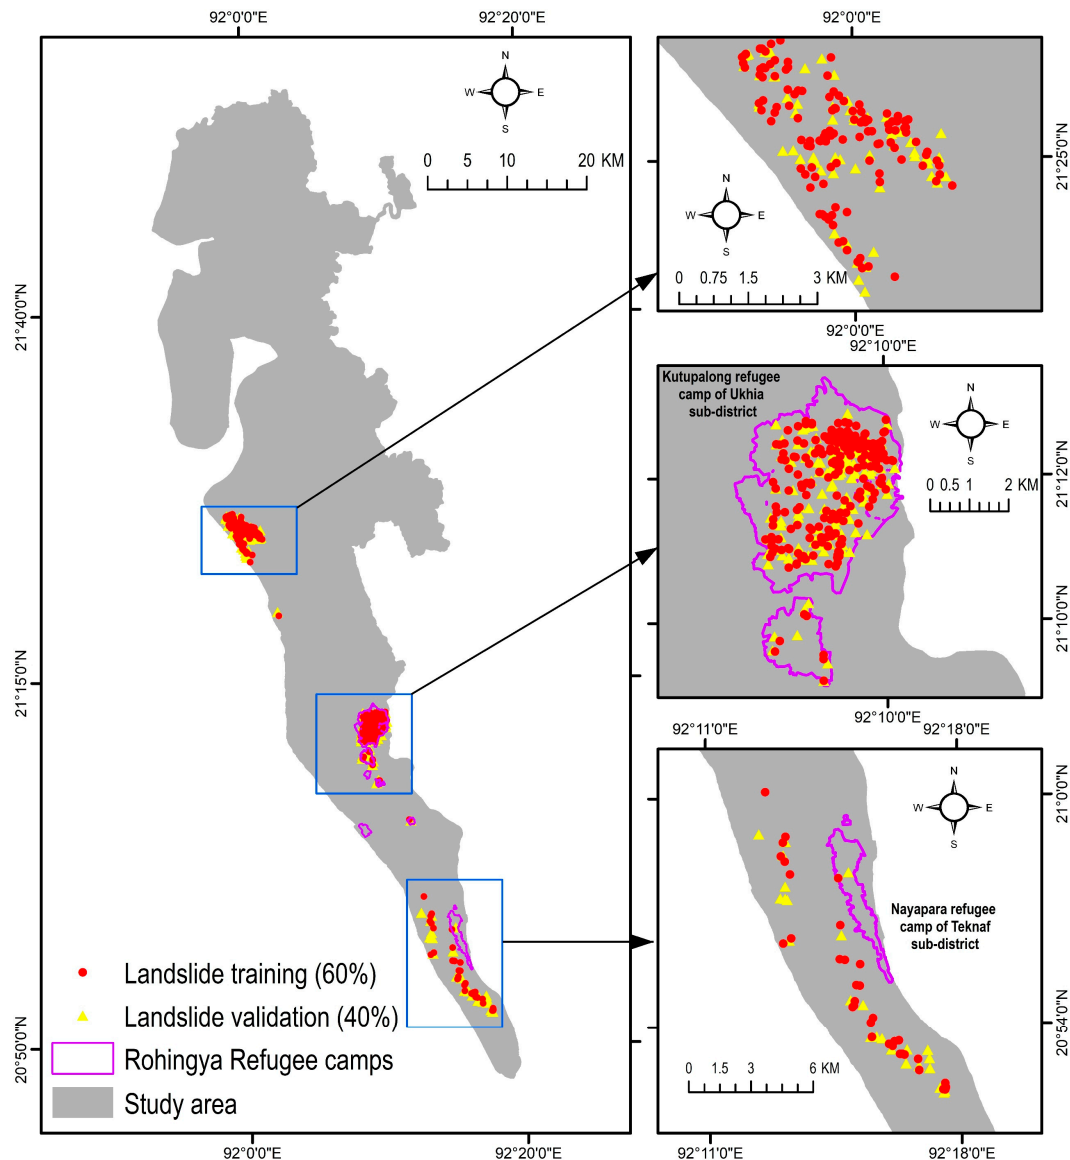 92°0'0"E
92°20'0"E
N
W
E
S
0 5 10 20 KM
21°40'0"N
21°15'0"N
20°50'0"N
Landslide training (60%)
Landslide validation (40%)
Rohingya Refugee camps
Study area
92°0'0"E
92°20'0"E
92°0'0"E
N
W
E
S
0 0.75 1.5 3 KM
21°25'0"N
92°0'0"E
92°10'0"E
Kutupalong refugee
camp of Ukhia
sub-district
N
W
E
S
0 0.5 1 2 KM
21°12'0"N
21°10'0"N
92°10'0"E
92°11'0"E
92°18'0"E
N
W
E
S
21°0'0"N
Nayapara refugee
camp of Teknaf
sub-district
20°54'0"N
0 1.5 3 6 KM
92°11'0"E
92°18'0"E